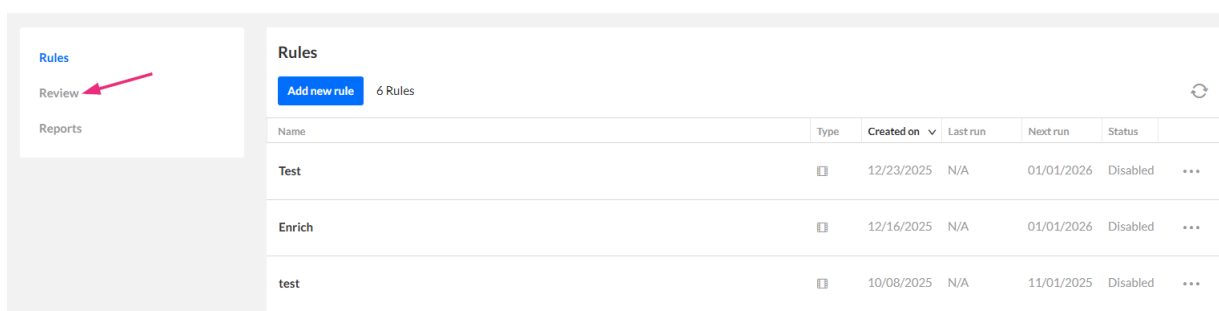 Rules
Review
Reports
Rules
Add new rule 6 Rules
Name Type Created on Last run Next run Status
Test 12/23/2025 N/A 01/01/2026 Disabled
Enrich 12/16/2025 N/A 01/01/2026 Disabled
test 10/08/2025 N/A 11/01/2025 Disabled